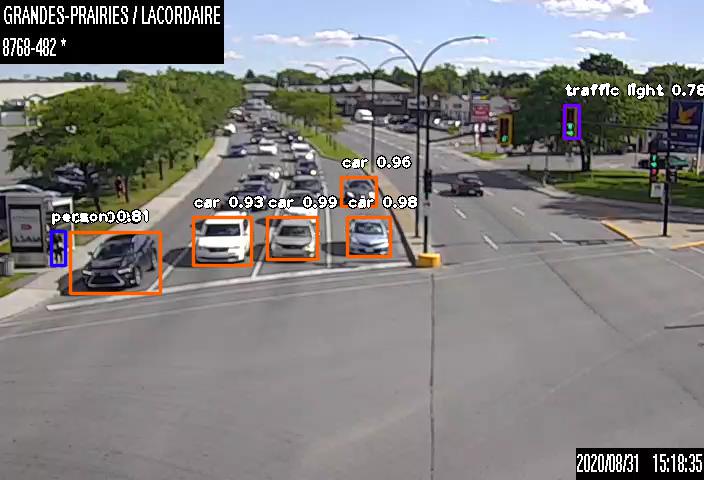 GRANDES-PRAIRIES / LACORDAIRE
8768-482 *
traffic light 0.78
car 0.96
car 0.93
car 0.99
car 0.98
person 0.81
2020/08/31 15:18:35